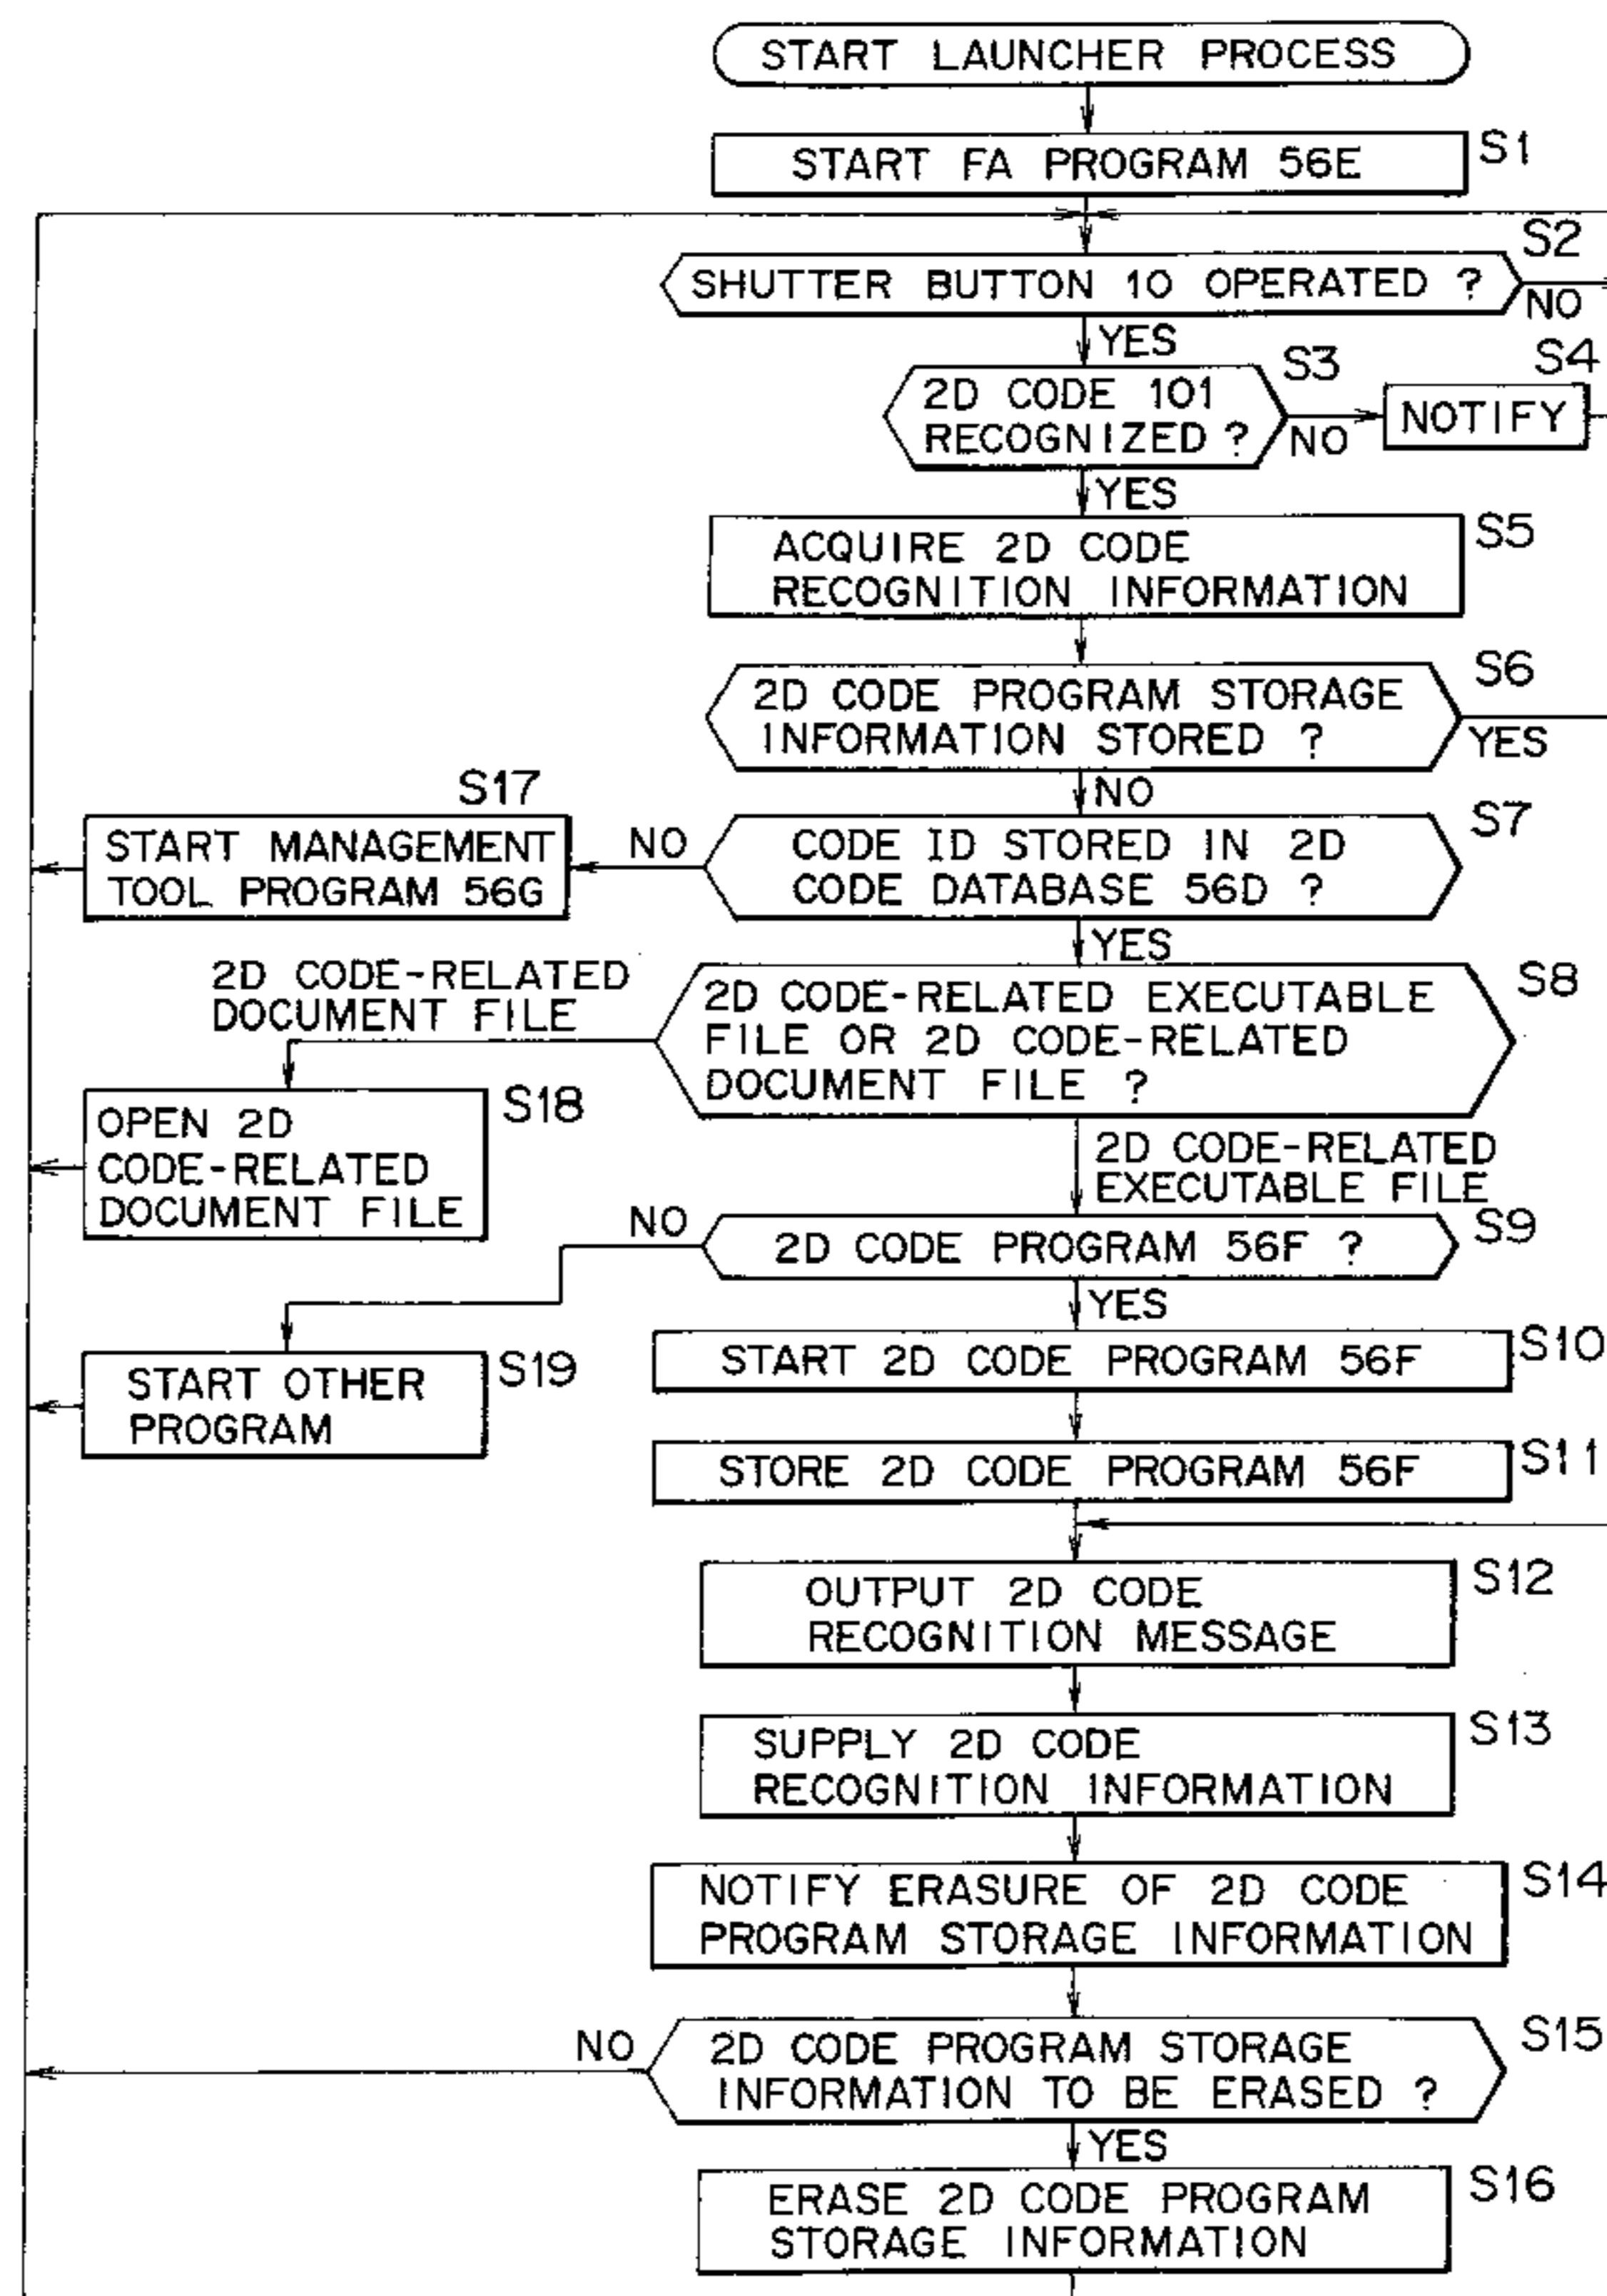 START LAUNCHER PROCESS
START FA PROGRAM 56E
S1
S2
SHUTTER BUTTON 10 OPERATED ?
NO
YES
S3
S4
2D CODE 101
RECOGNIZED ?
NO
NOTIFY
YES
S5
ACQUIRE 2D CODE
RECOGNITION INFORMATION
S6
2D CODE PROGRAM STORAGE
INFORMATION STORED ?
YES
NO
S17
S7
START MANAGEMENT
TOOL PROGRAM 56G
NO
CODE ID STORED IN 2D
CODE DATABASE 56D ?
YES
2D CODE-RELATED
DOCUMENT FILE
S8
2D CODE-RELATED EXECUTABLE
FILE OR 2D CODE-RELATED
DOCUMENT FILE ?
S18
OPEN 2D
CODE-RELATED
DOCUMENT FILE
2D CODE-RELATED
EXECUTABLE FILE
NO
S9
2D CODE PROGRAM 56F ?
YES
S19
START OTHER
PROGRAM
START 2D CODE PROGRAM 56F
S10
STORE 2D CODE PROGRAM 56F
S11
S12
OUTPUT 2D CODE
RECOGNITION MESSAGE
S13
SUPPLY 2D CODE
RECOGNITION INFORMATION
S14
NOTIFY ERASURE OF 2D CODE
PROGRAM STORAGE INFORMATION
S15
NO
2D CODE PROGRAM STORAGE
INFORMATION TO BE ERASED ?
YES
S16
ERASE 2D CODE PROGRAM
STORAGE INFORMATION